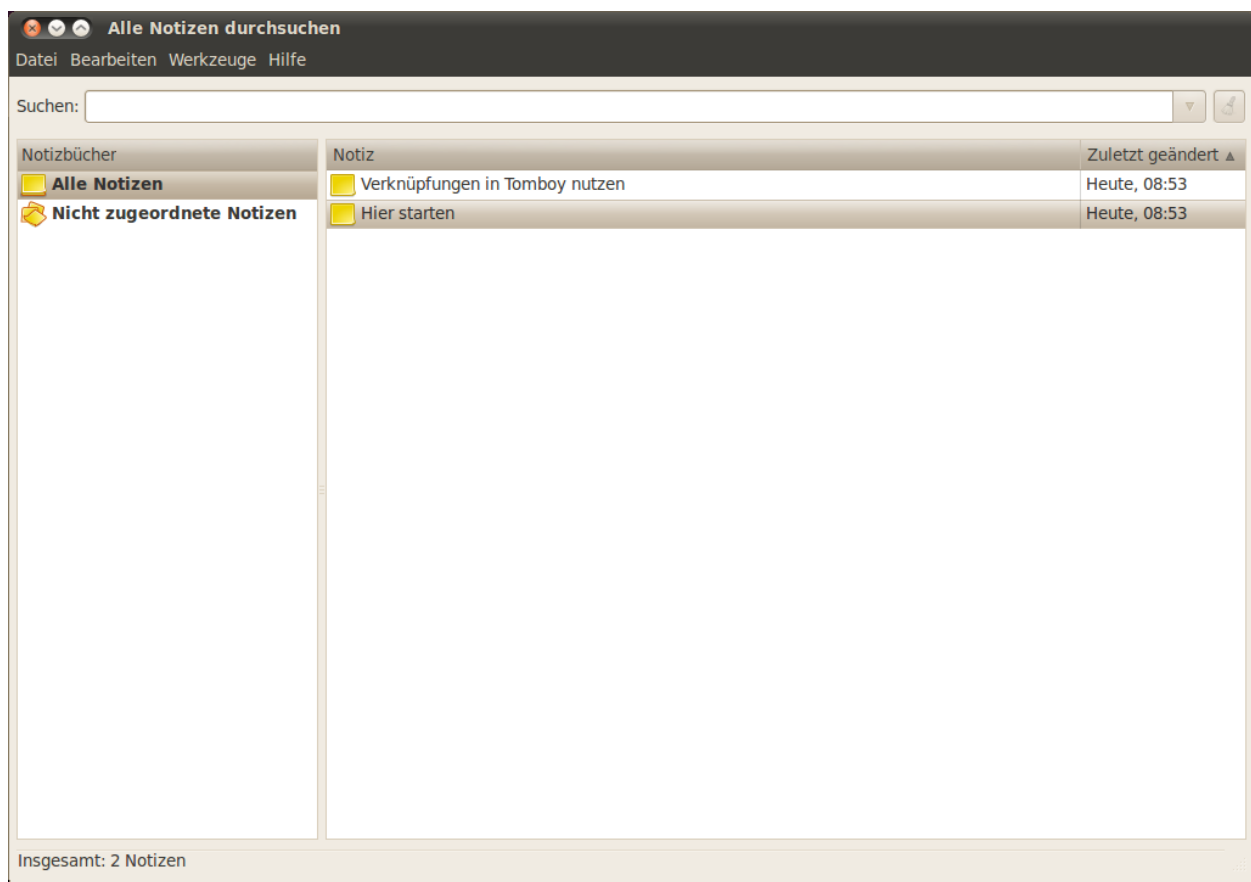 Alle Notizen durchsuchen
Datei Bearbeiten Werkzeuge Hilfe
Suchen:
Notizbücher Notiz Zuletzt geändert
Alle Notizen Verknüpfungen in Tomboy nutzen Heute, 08:53
Nicht zugeordnete Notizen Hier starten Heute, 08:53
Insgesamt: 2 Notizen